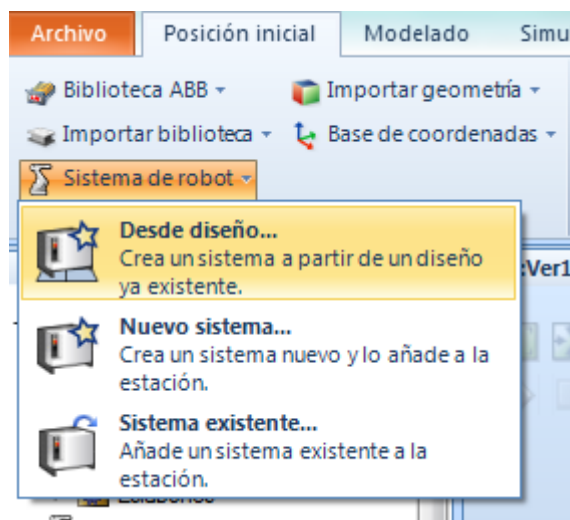 Archivo Posición inicial Modelado Simu
Biblioteca ABB Importar geometría
Importar biblioteca Base de coordenadas
Sistema de robot
Desde diseño...
Crea un sistema a partir de un diseño
ya existente.
:Ver1
Nuevo sistema...
Crea un sistema nuevo y lo añade a la
estación.
Sistema existente...
Añade un sistema existente a la
estación.